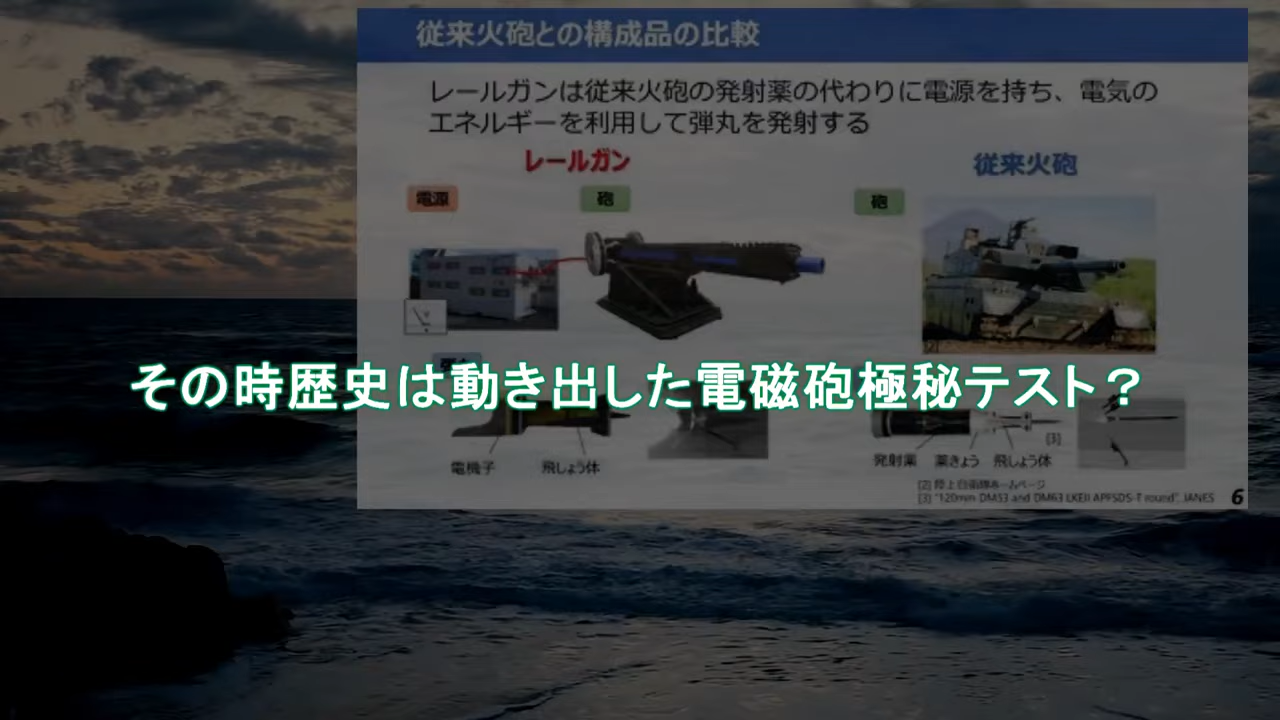 従来火砲との構成品の比較
レールガンは従来火砲の発射薬の代わりに電源を持ち、電気の
エネルギーを利用して弾丸を発射する
レールガン
従来火砲
電源
砲
砲
その時歴史は動き出した電磁砲極秘テスト？
[3]
電機子
飛しょう体
発射薬
薬きょう
飛しょう体
[2] 陸上自衛隊ホームページ
[3] "120mm DM53 and DM63 LKEII APFSDS-T round", JANES
6